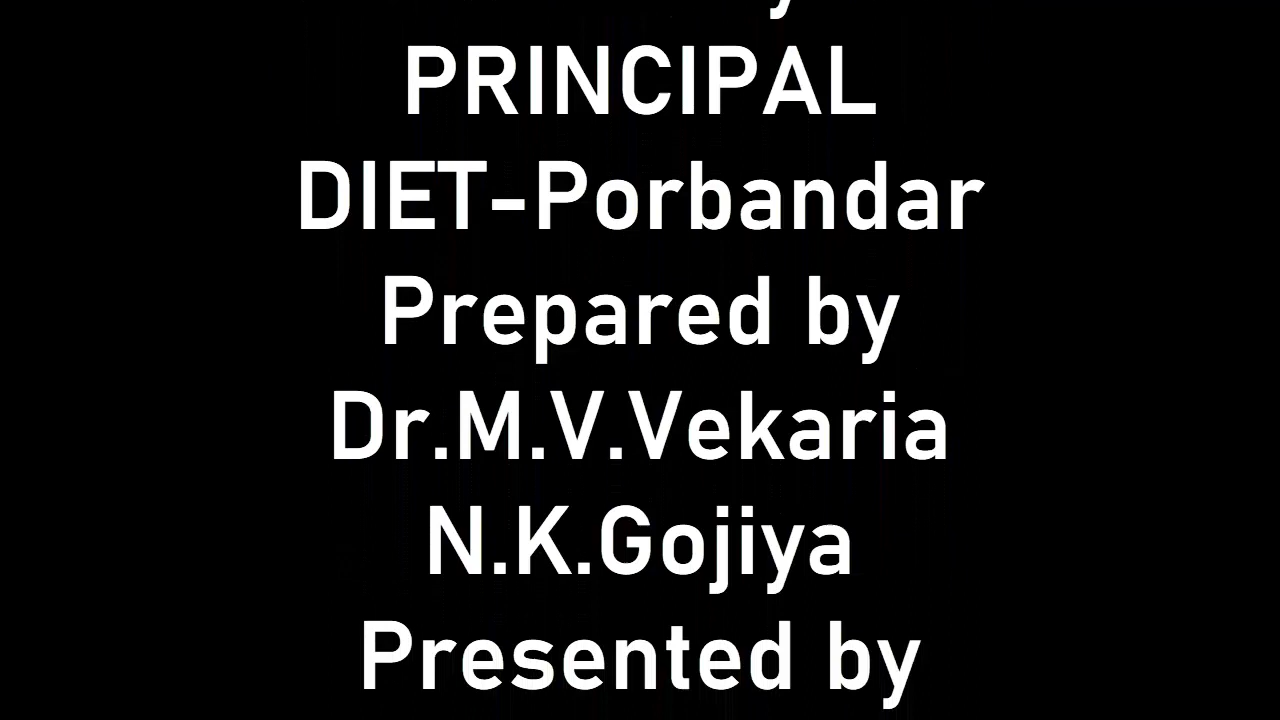 PRINCIPAL
DIET-Porbandar
Prepared by
Dr.M.V.Vekaria
N.K.Gojiya
Presented by